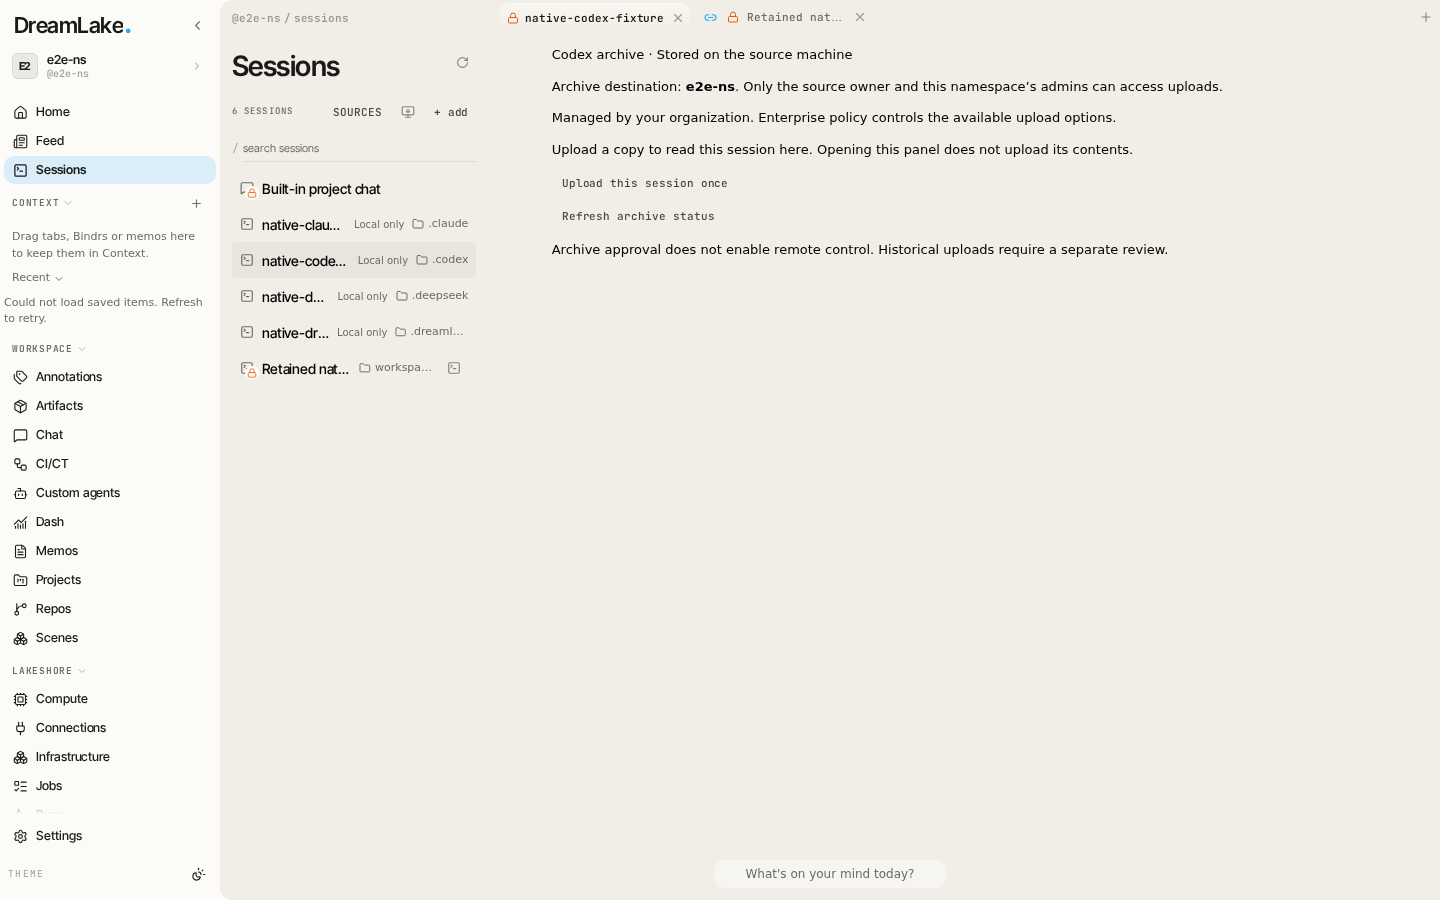 DreamLake.
E2
e2e-ns
@e2e-ns
Home
Feed
Sessions
CONTEXT
Drag tabs, Bindrs or memos here
to keep them in Context.
Recent
Could not load saved items. Refresh
to retry.
WORKSPACE
Annotations
Artifacts
Chat
CI/CT
Custom agents
Dash
Memos
Projects
Repos
Scenes
LAKESHORE
Compute
Connections
Infrastructure
Jobs
Settings
THEME
@e2e-ns / sessions
Sessions
6 SESSIONS SOURCES + add
/ search sessions
Built-in project chat
native-clau... Local only .claude
native-code... Local only .codex
native-d... Local only .deepseek
native-dr... Local only .dreaml...
Retained nat... workspa...
native-codex-fixture Retained nat...
Codex archive · Stored on the source machine
Archive destination: e2e-ns. Only the source owner and this namespace’s admins can access uploads.
Managed by your organization. Enterprise policy controls the available upload options.
Upload a copy to read this session here. Opening this panel does not upload its contents.
Upload this session once
Refresh archive status
Archive approval does not enable remote control. Historical uploads require a separate review.
What's on your mind today?